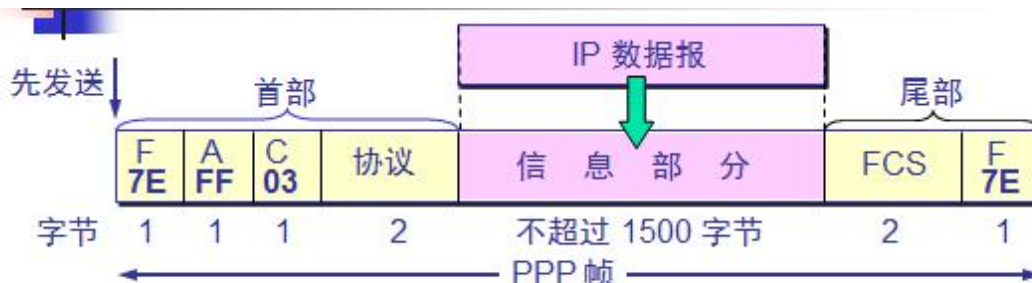 IP 数据报
先发送
首部
尾部
F A C 协议 信息部分 FCS F
7E FF 03 7E
字节 1 1 1 2 不超过 1500 字节 2 1
PPP 帧